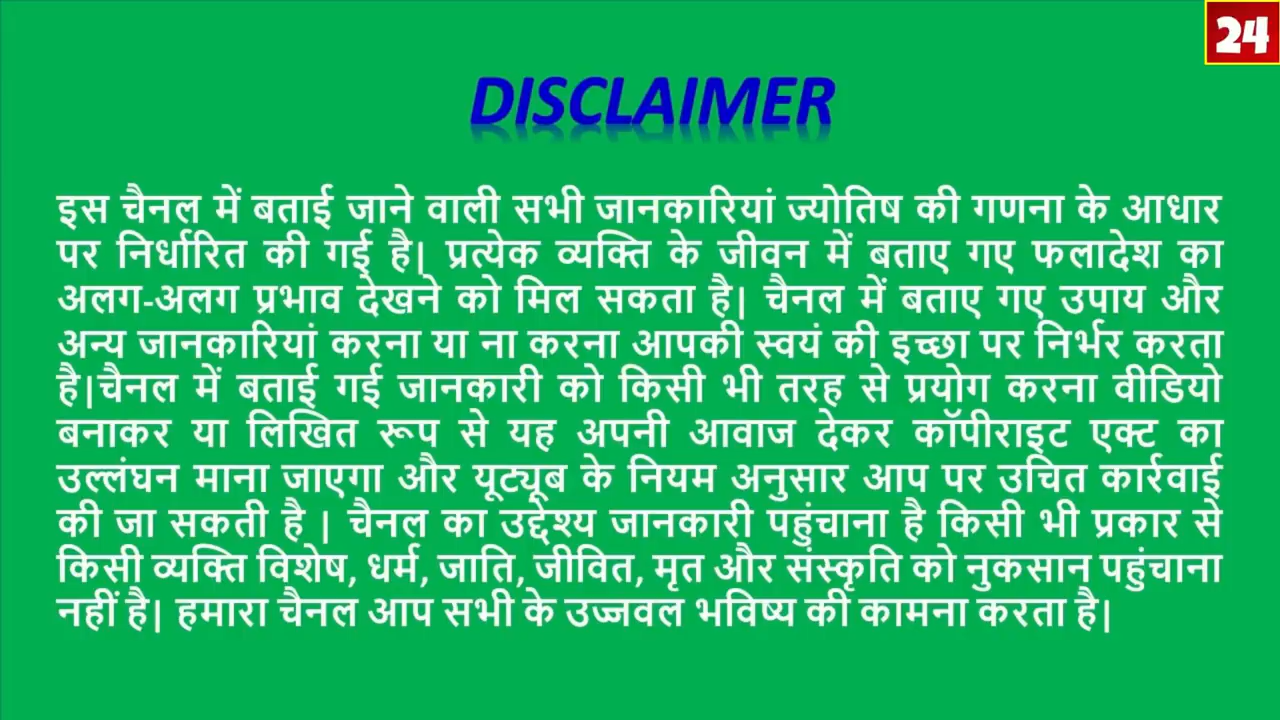 24
DISCLAIMER
इस चैनल में बताई जाने वाली सभी जानकारियां ज्योतिष की गणना के आधार
पर निर्धारित की गई है| प्रत्येक व्यक्ति के जीवन में बताए गए फलादेश का
अलग-अलग प्रभाव देखने को मिल सकता है| चैनल में बताए गए उपाय और
अन्य जानकारियां करना या ना करना आपकी स्वयं की इच्छा पर निर्भर करता
है|चैनल में बताई गई जानकारी को किसी भी तरह से प्रयोग करना वीडियो
बनाकर या लिखित रूप से यह अपनी आवाज देकर कॉपीराइट एक्ट का
उल्लंघन माना जाएगा और यूट्यूब के नियम अनुसार आप पर उचित कार्रवाई
की जा सकती है | चैनल का उद्देश्य जानकारी पहुंचाना है किसी भी प्रकार से
किसी व्यक्ति विशेष, धर्म, जाति, जीवित, मृत और संस्कृति को नुकसान पहुंचाना
नहीं है| हमारा चैनल आप सभी के उज्जवल भविष्य की कामना करता है|